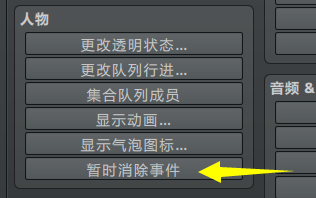 人物
更改透明状态...
更改队列行进...
集合队列成员
显示动画...
显示气泡图标...
暂时消除事件
音频 &